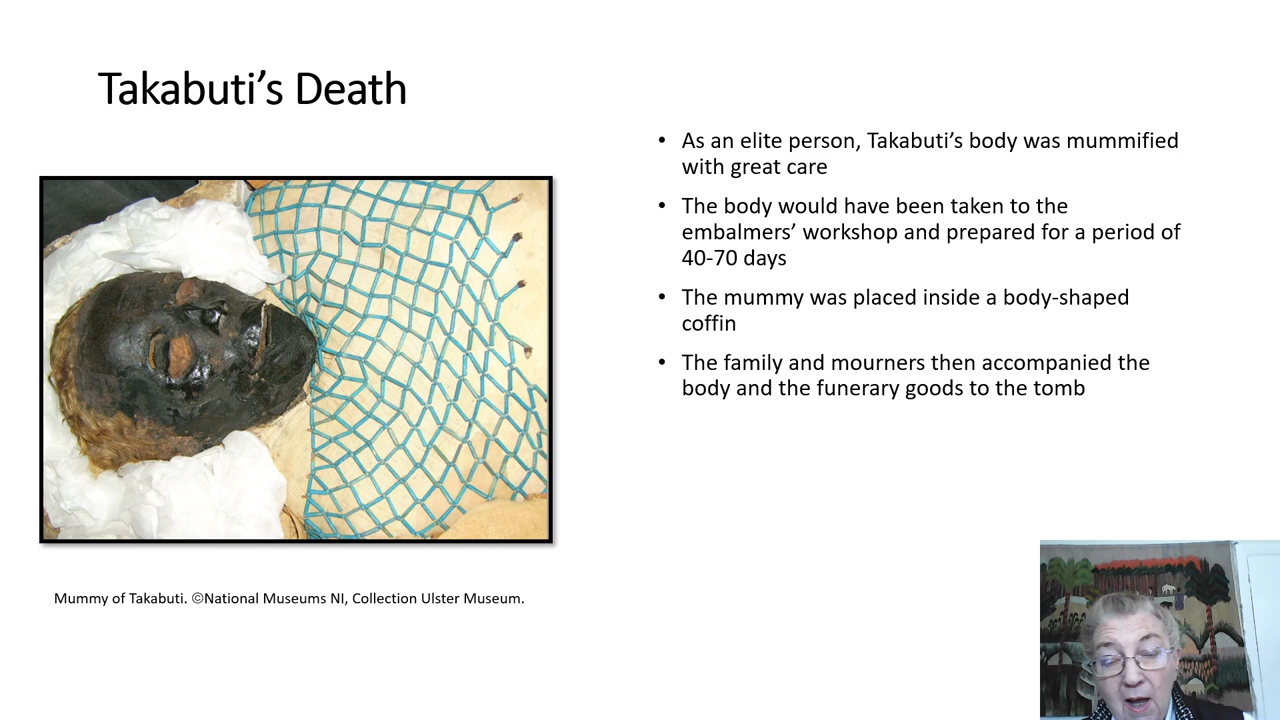 Takabuti’s Death
• As an elite person, Takabuti’s body was mummified
with great care
• The body would have been taken to the
embalmers’ workshop and prepared for a period of
40-70 days
• The mummy was placed inside a body-shaped
coffin
• The family and mourners then accompanied the
body and the funerary goods to the tomb
Mummy of Takabuti. ©National Museums NI, Collection Ulster Museum.